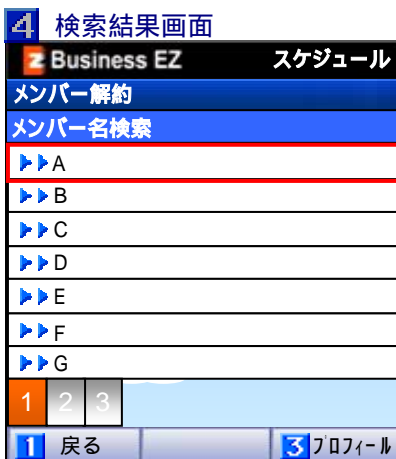 4 検索結果画面
Business EZ スケジュール
メンバー解約
メンバー名検索
A
B
C
D
E
F
G
1 2 3
1 戻る 3 ﾌﾟﾛﾌｨｰﾙ